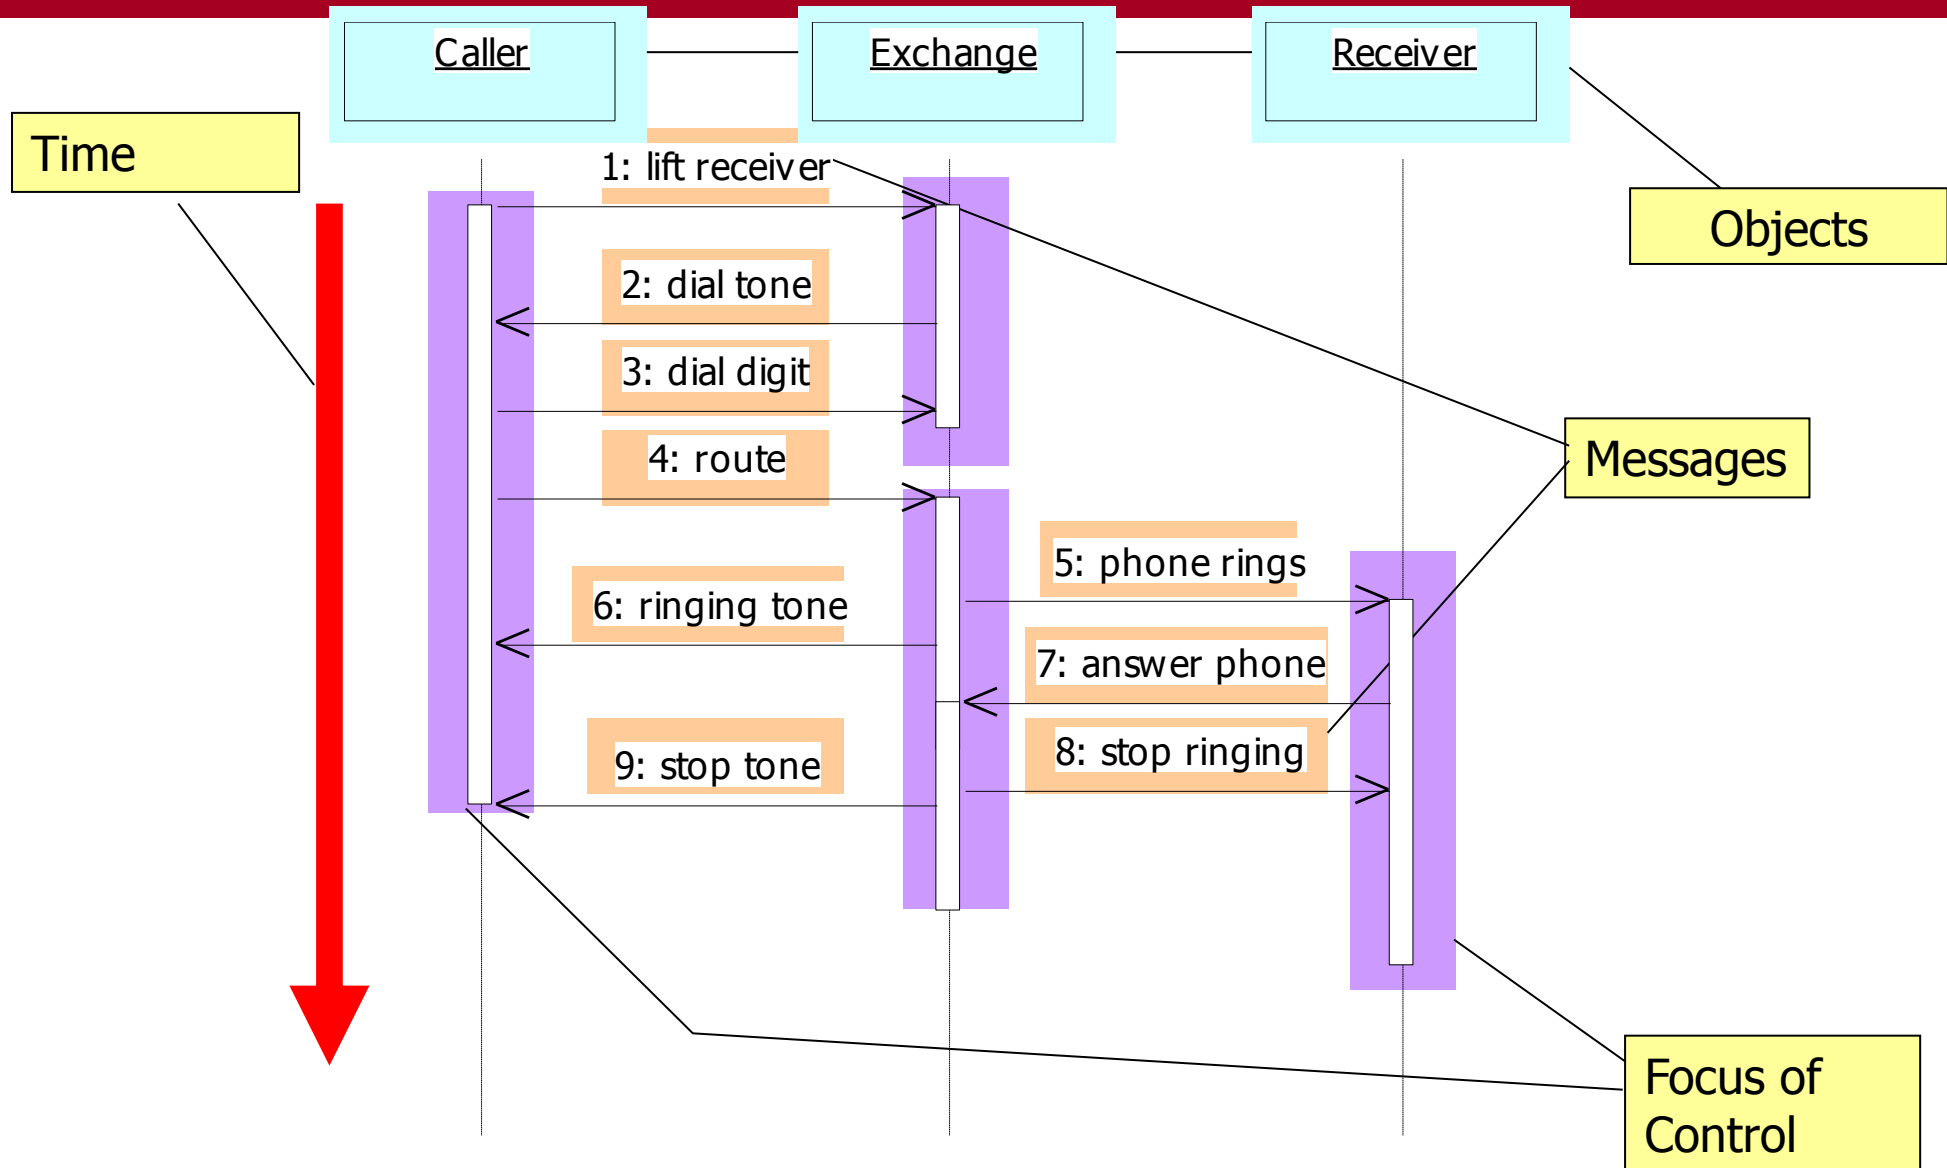 Caller
Exchange
Receiver
Time
1: lift receiver
Objects
2: dial tone
3: dial digit
4: route
Messages
5: phone rings
6: ringing tone
7: answer phone
8: stop ringing
9: stop tone
Focus of
Control